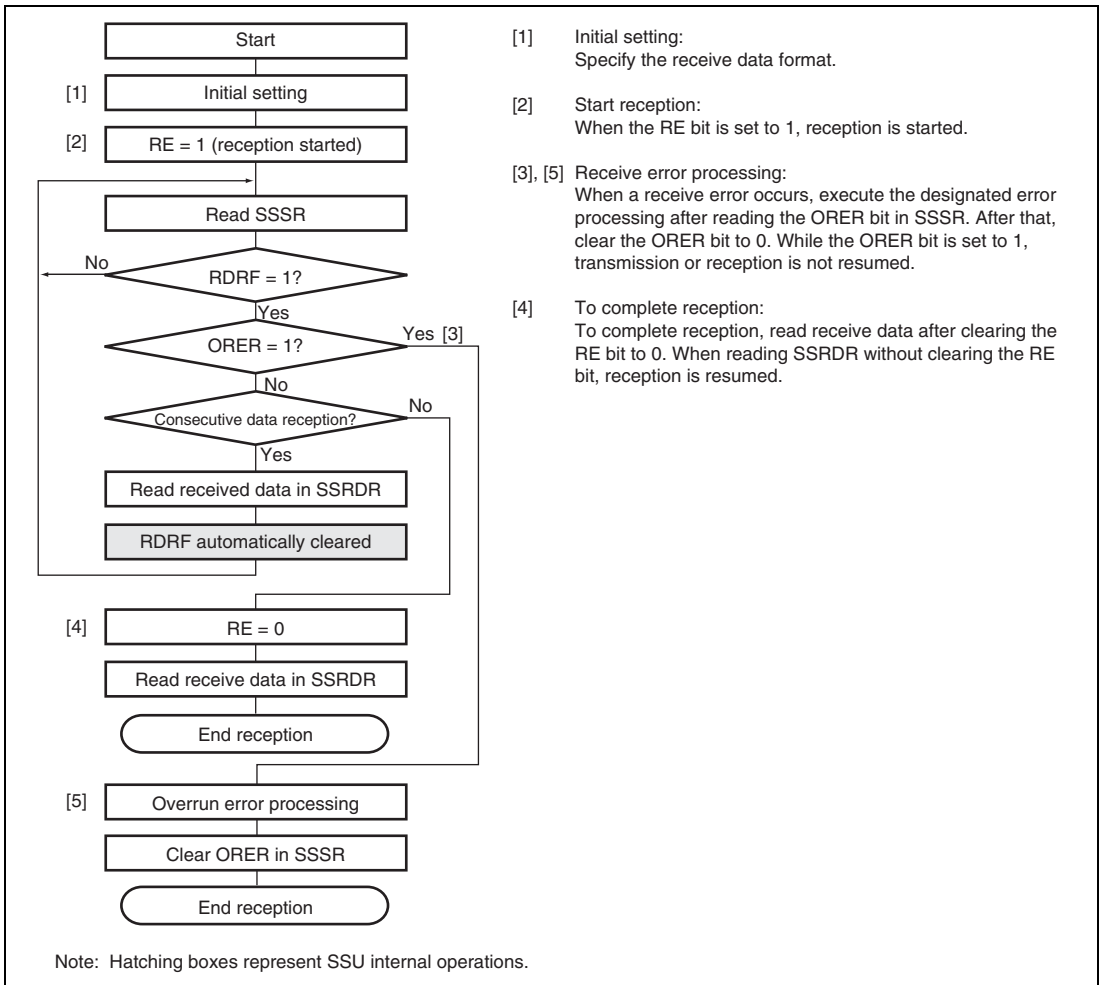 Start
[1] Initial setting
[2] RE = 1 (reception started)
Read SSSR
No
RDRF = 1?
Yes
ORER = 1?
Yes [3]
No
Consecutive data reception?
No
Yes
Read received data in SSRDR
RDRF automatically cleared
[4] RE = 0
Read receive data in SSRDR
End reception
[5] Overrun error processing
Clear ORER in SSSR
End reception
[1] Initial setting:
Specify the receive data format.
[2] Start reception:
When the RE bit is set to 1, reception is started.
[3], [5] Receive error processing:
When a receive error occurs, execute the designated error
processing after reading the ORER bit in SSSR. After that,
clear the ORER bit to 0. While the ORER bit is set to 1,
transmission or reception is not resumed.
[4] To complete reception:
To complete reception, read receive data after clearing the
RE bit to 0. When reading SSRDR without clearing the RE
bit, reception is resumed.
Note: Hatching boxes represent SSU internal operations.